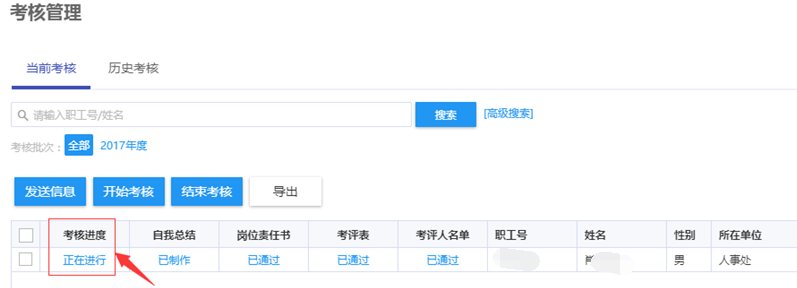 考核管理
当前考核 历史考核
请输入职工号/姓名 搜索 [高级搜索]
考核批次： 全部 2017年度
发送信息 开始考核 结束考核 导出
考核进度 自我总结 岗位责任书 考评表 考评人名单 职工号 姓名 性别 所在单位
正在进行 已制作 已通过 已通过 已通过 男 人事处